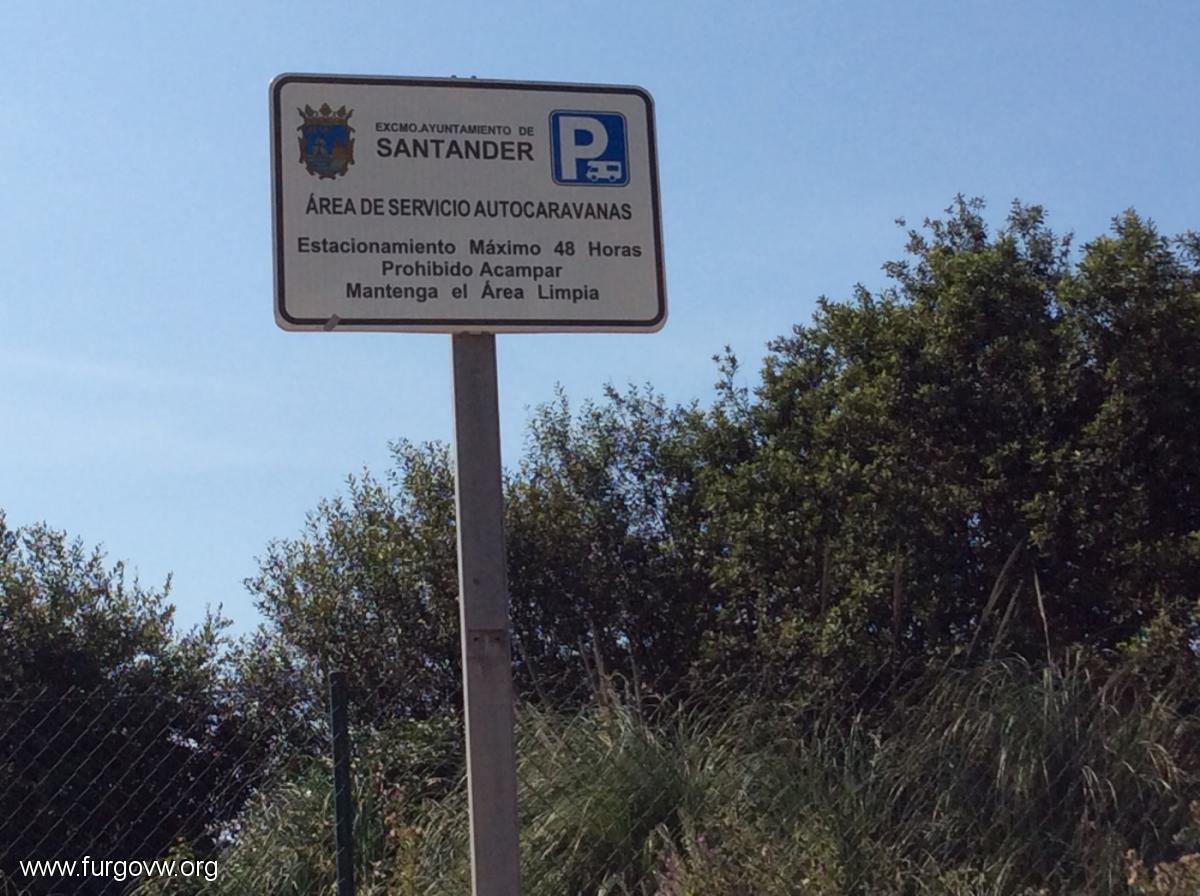 EXCMO.AYUNTAMIENTO DE
SANTANDER
P
ÁREA DE SERVICIO AUTOCARAVANAS
Estacionamiento Máximo 48 Horas
Prohibido Acampar
Mantenga el Área Limpia
www.furgovw.org